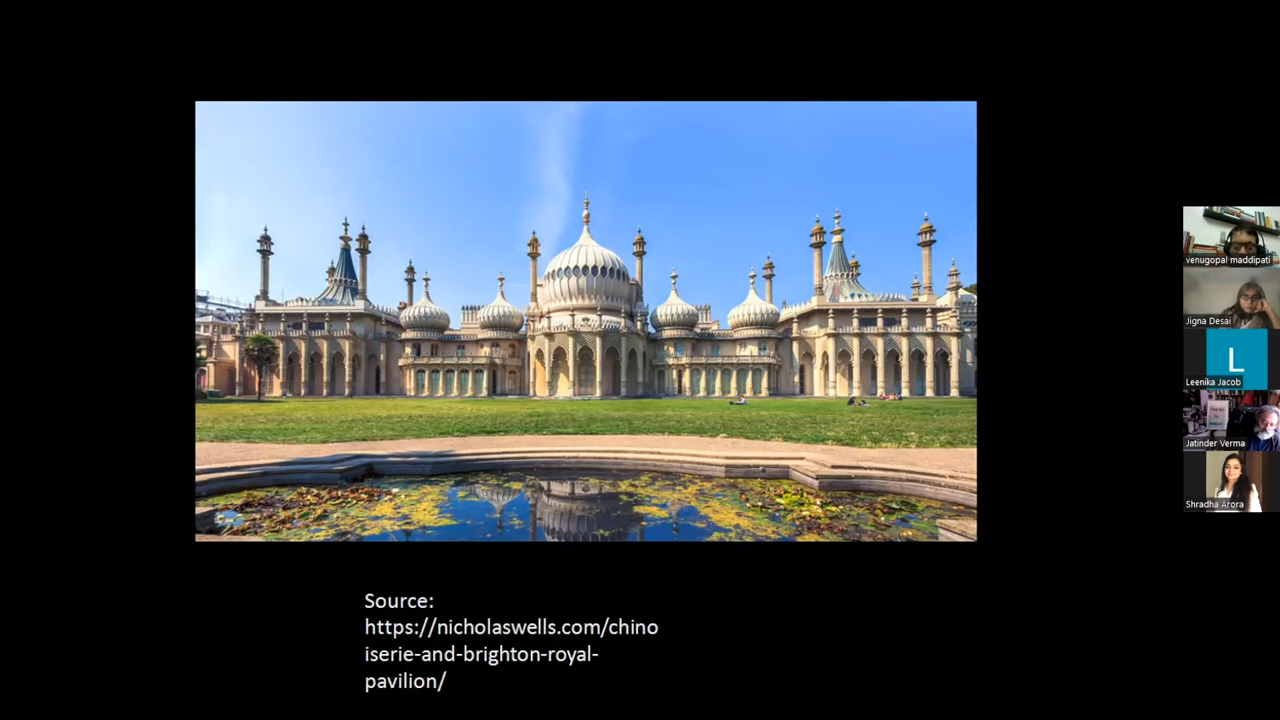 Source:
https://nicholaswells.com/chino
iserie-and-brighton-royal-
pavilion/
venugopal maddipati
Jigna Desai
L
Leenika Jacob
Jatinder Verma
Shradha Arora